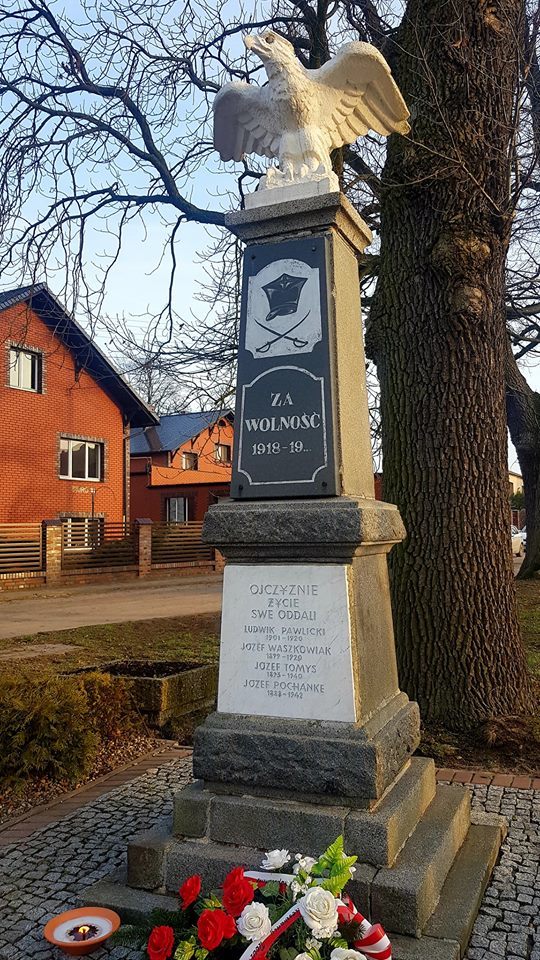 ZA
WOLNOŚĆ
1918-19...
OJCZYŹNIE
ŻYCIE
SWE ODDALI
LUDWIK PAWLICKI
1901-1920
JÓZEF WASZKOWIAK
1899-1920
JÓZEF TOMYS
1895-1940
JÓZEF POCHANKE
1888-1942